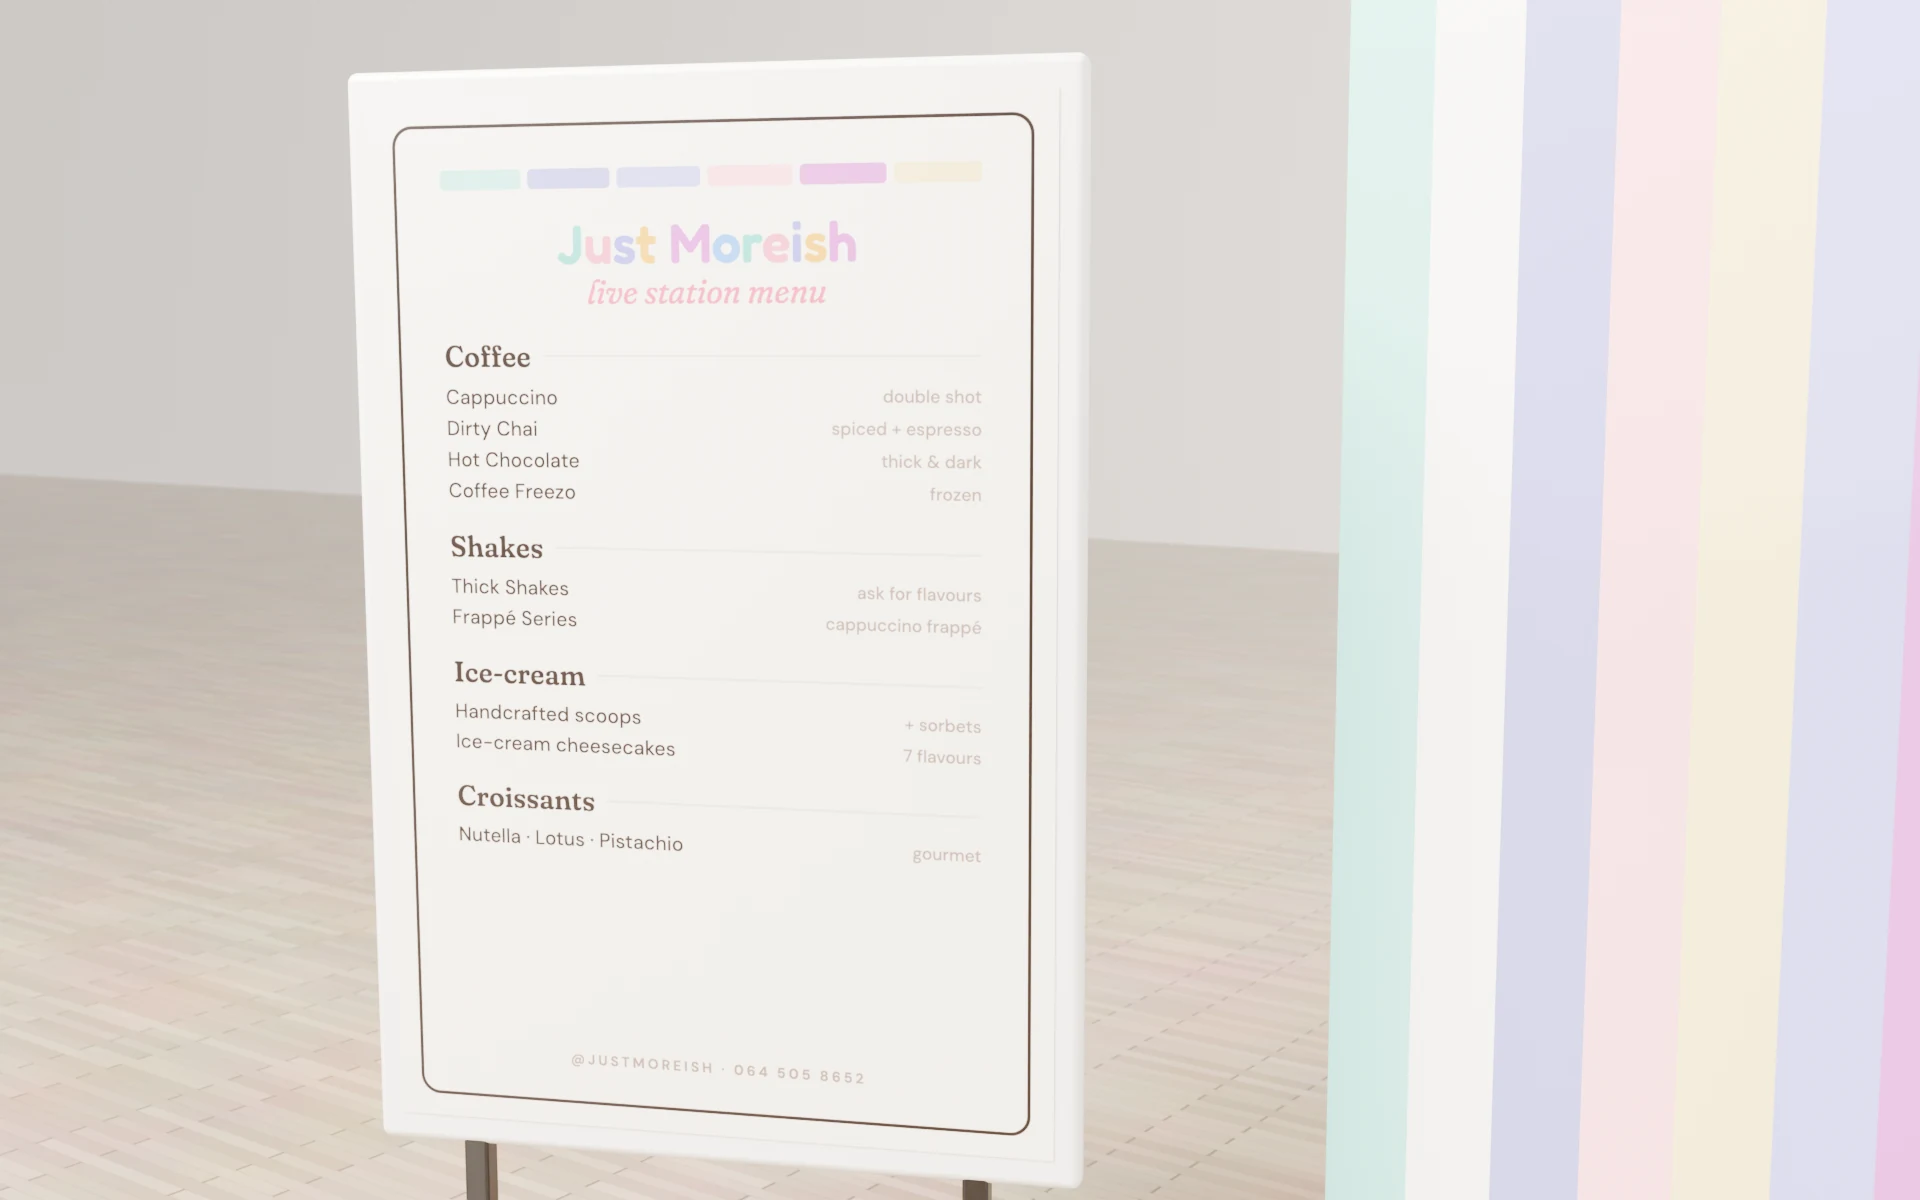 Just Moreish
live station menu
Coffee
Cappuccino double shot
Dirty Chai spiced + espresso
Hot Chocolate thick & dark
Coffee Freezo frozen
Shakes
Thick Shakes ask for flavours
Frappé Series cappuccino frappé
Ice-cream
Handcrafted scoops + sorbets
Ice-cream cheesecakes 7 flavours
Croissants
Nutella · Lotus · Pistachio gourmet
@JUSTMOREISH · 064 505 8652